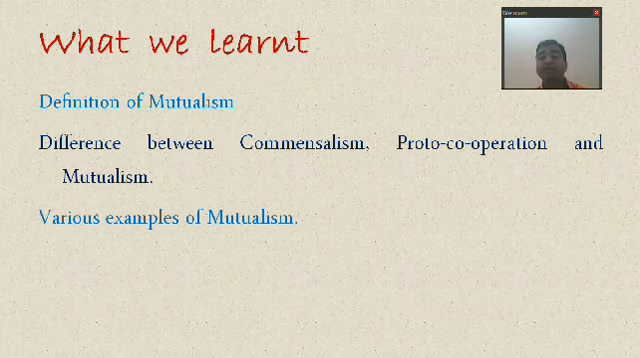 What we learnt
Definition of Mutualism
Difference between Commensalism, Proto-co-operation and
Mutualism.
Various examples of Mutualism.